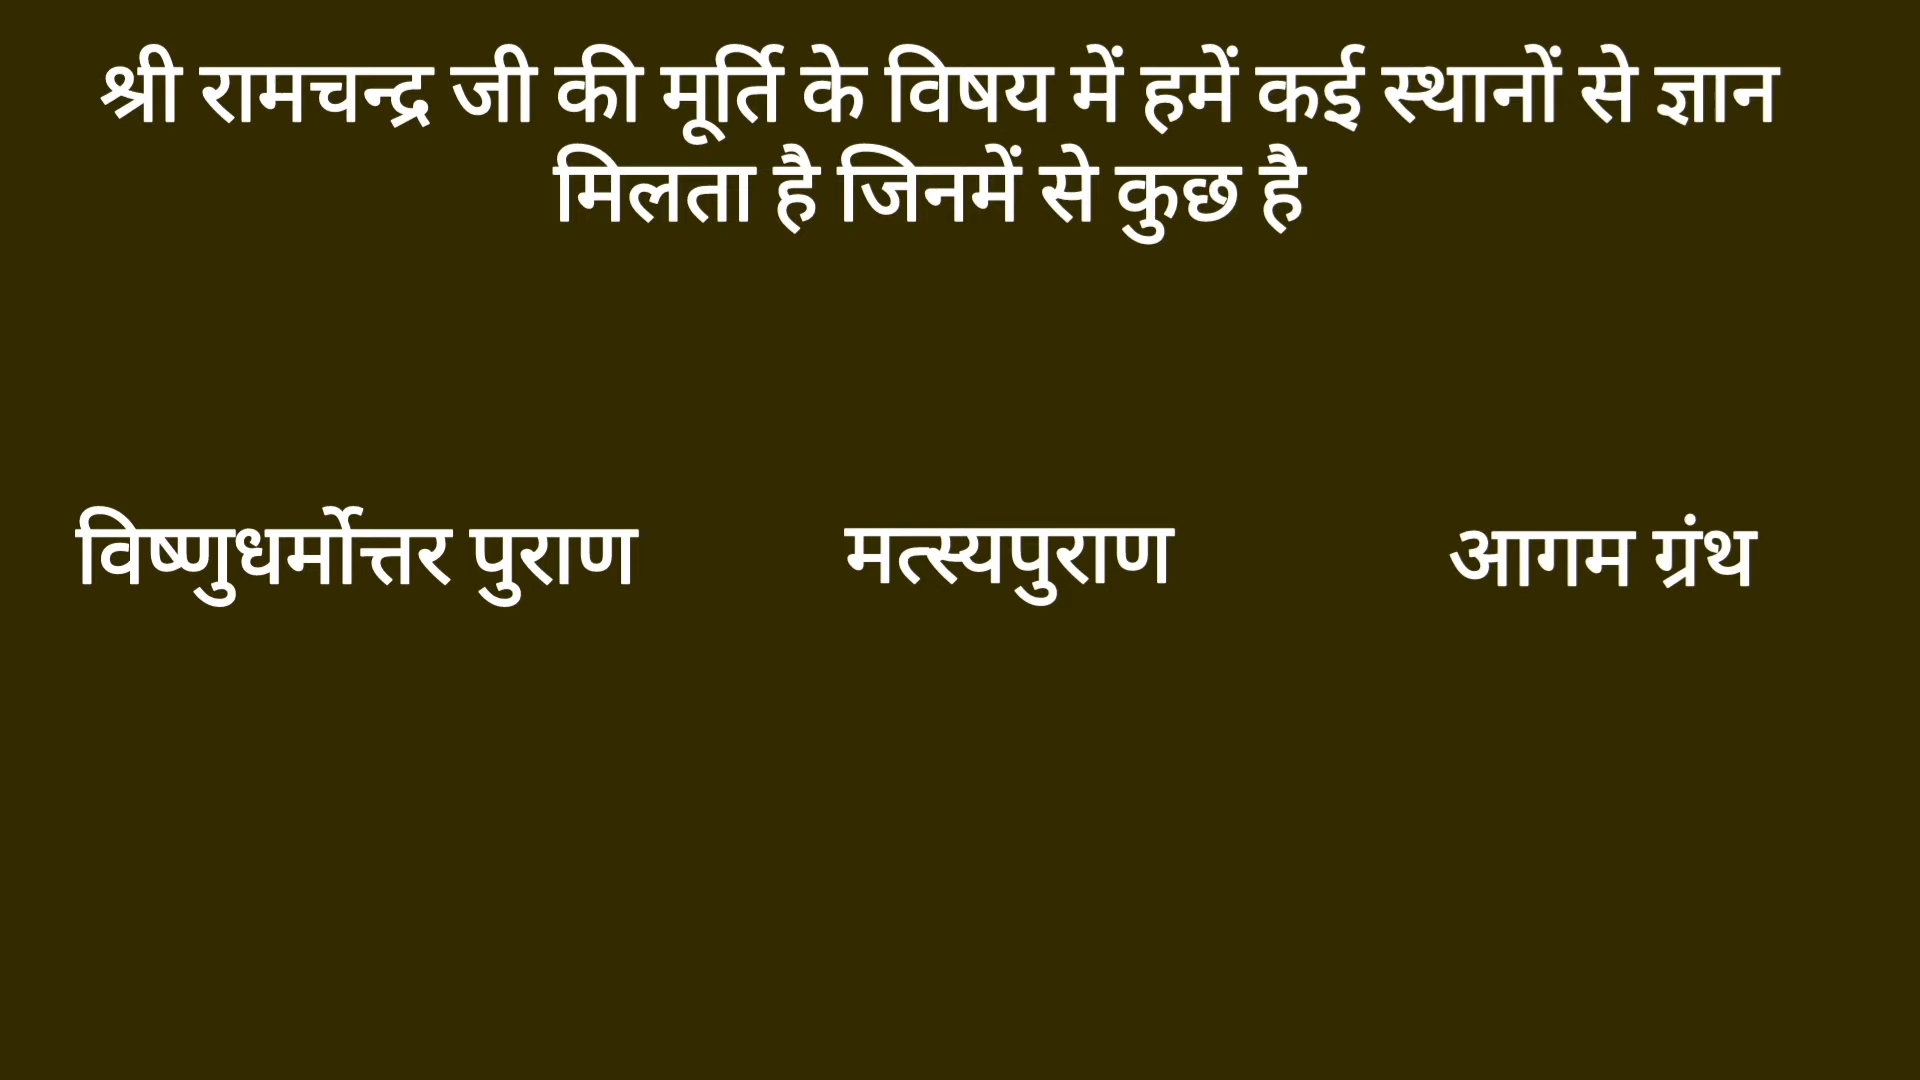 श्री रामचन्द्र जी की मूर्ति के विषय में हमें कई स्थानों से ज्ञान
मिलता है जिनमें से कुछ है
विष्णुधर्मोत्तर पुराण मत्स्यपुराण आगम ग्रंथ